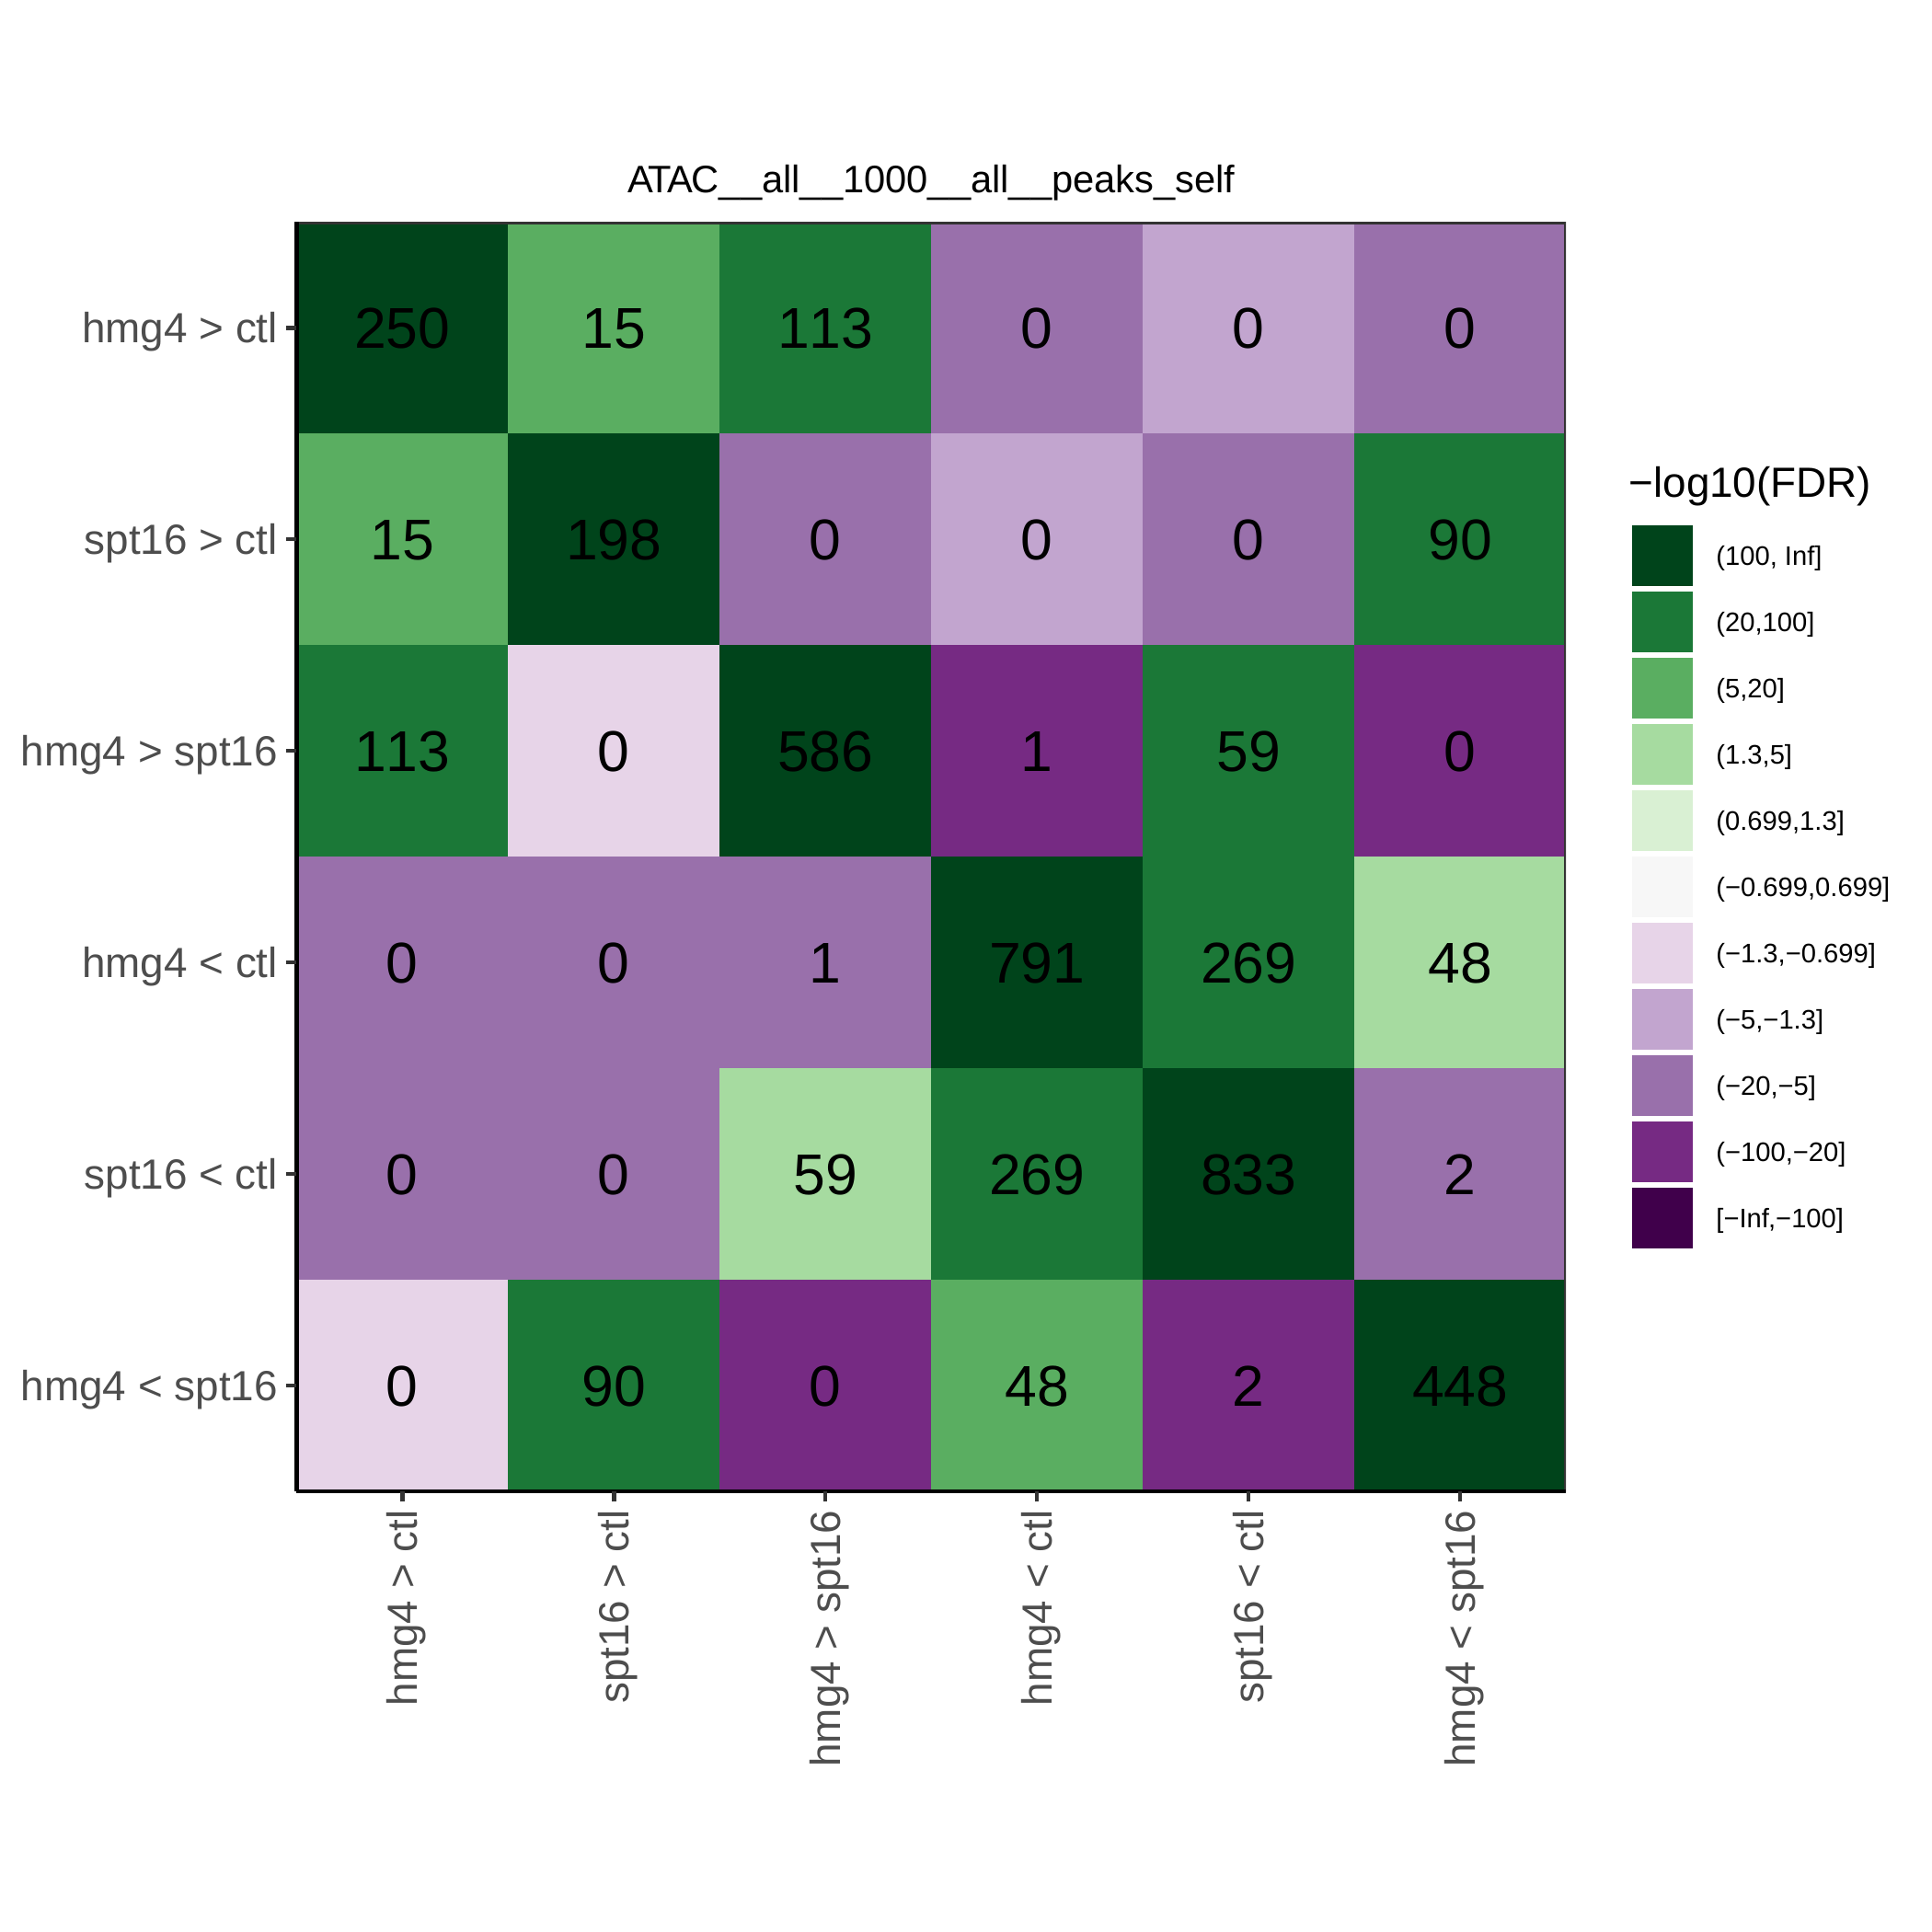 ATAC__all__1000__all__peaks_self
hmg4 > ctl
250 15 113 0 0 0
spt16 > ctl
15 198 0 0 0 90
hmg4 > spt16
113 0 586 1 59 0
hmg4 < ctl
0 0 1 791 269 48
spt16 < ctl
0 0 59 269 833 2
hmg4 < spt16
0 90 0 48 2 448
hmg4 > ctl
spt16 > ctl
hmg4 > spt16
hmg4 < ctl
spt16 < ctl
hmg4 < spt16
−log10(FDR)
(100, Inf]
(20,100]
(5,20]
(1.3,5]
(0.699,1.3]
(−0.699,0.699]
(−1.3,−0.699]
(−5,−1.3]
(−20,−5]
(−100,−20]
[−Inf,−100]